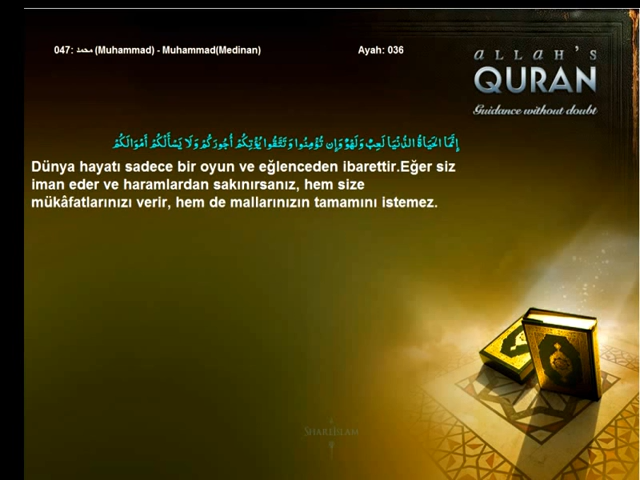 047: محمد (Muhammad) - Muhammad(Medinan)
Ayah: 036
ALLAH'S
QURAN
Guidance without doubt
إِنَّمَا الْحَيَاةُ الدُّنْيَا لَعِبٌ وَلَهْوٌ وَإِن تُؤْمِنُوا وَتَتَّقُوا يُؤْتِكُمْ أُجُورَكُمْ وَلَا يَسْأَلْكُمْ أَمْوَالَكُمْ
Dünya hayatı sadece bir oyun ve eğlenceden ibarettir.Eğer siz
iman eder ve haramlardan sakınırsanız, hem size
mükâfatlarınızı verir, hem de mallarınızın tamamını istemez.
SHAREISLAM